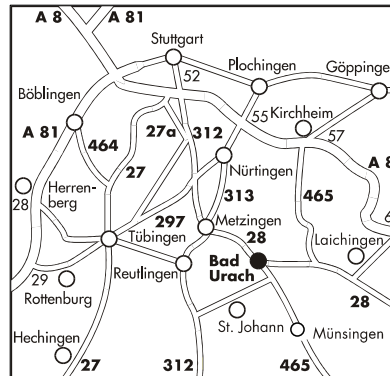 A 8
A 81
Stuttgart
52
Plochingen
Göppinge
Böblingen
55
Kirchheim
57
A 81
464
27a
312
A 8
27
Nürtingen
28
Herren-
berg
313
465
297
Metzingen
28
Laichingen
Tübingen
29
Reutlingen
Bad
Urach
Rottenburg
28
St. Johann
Münsingen
Hechingen
27
312
465